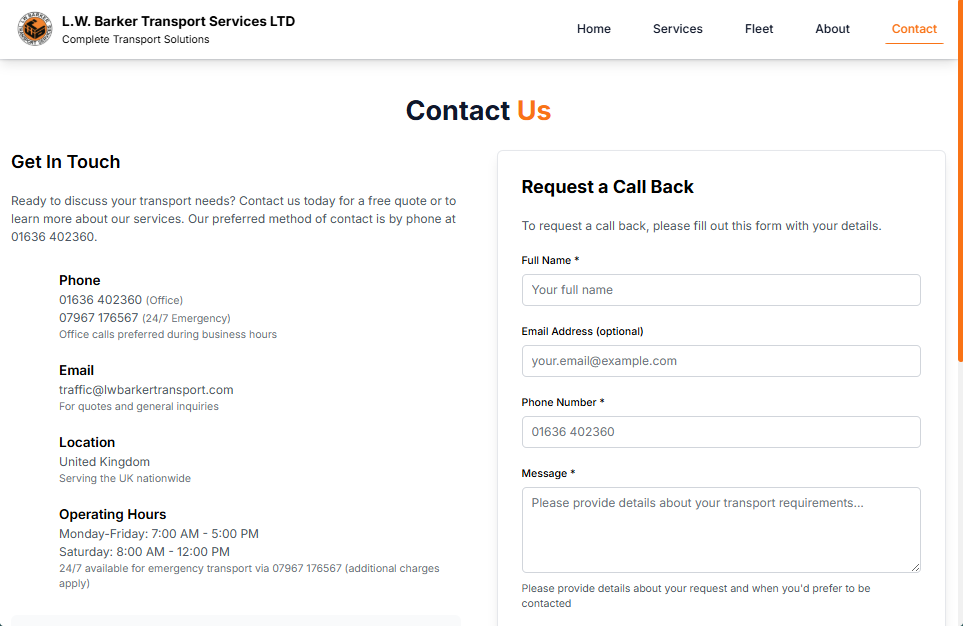 L.W. Barker Transport Services LTD
Complete Transport Solutions
Home
Services
Fleet
About
Contact
Contact Us
Get In Touch
Ready to discuss your transport needs? Contact us today for a free quote or to
learn more about our services. Our preferred method of contact is by phone at
01636 402360.
Phone
01636 402360 (Office)
07967 176567 (24/7 Emergency)
Office calls preferred during business hours
Email
traffic@lwbarkertransport.com
For quotes and general inquiries
Location
United Kingdom
Serving the UK nationwide
Operating Hours
Monday-Friday: 7:00 AM - 5:00 PM
Saturday: 8:00 AM - 12:00 PM
24/7 available for emergency transport via 07967 176567 (additional charges
apply)
Request a Call Back
To request a call back, please fill out this form with your details.
Full Name *
Your full name
Email Address (optional)
your.email@example.com
Phone Number *
01636 402360
Message *
Please provide details about your transport requirements...
Please provide details about your request and when you'd prefer to be
contacted